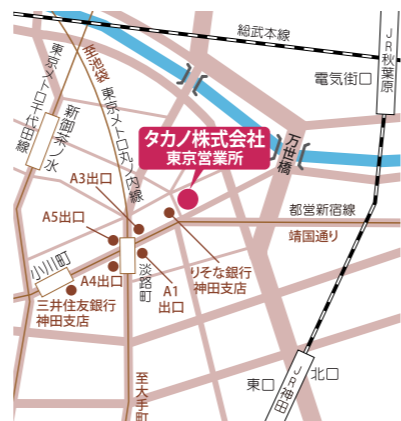 総武本線
JR秋葉原
電気街口
至池袋
東京メトロ千代田線
新御茶ノ水
東京メトロ丸ノ内線
タカノ株式会社
東京営業所
万世橋
A3出口
A5出口
都営新宿線
靖国通り
小川町
A4出口
淡路町
りそな銀行
神田支店
A1
出口
三井住友銀行
神田支店
至大手町
東口
北口
JR神田